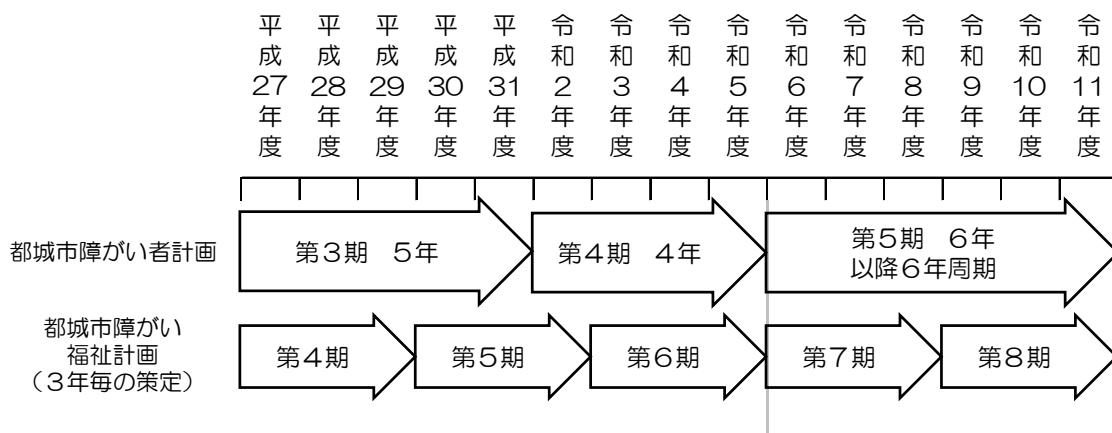 平成27年度
平成28年度
平成29年度
平成30年度
平成31年度
令和2年度
令和3年度
令和4年度
令和5年度
令和6年度
令和7年度
令和8年度
令和9年度
令和10年度
令和11年度
都城市障がい者計画
第3期 5年
第4期 4年
第5期 6年
以降6年周期
都城市障がい
福祉計画
（3年毎の策定）
第4期
第5期
第6期
第7期
第8期